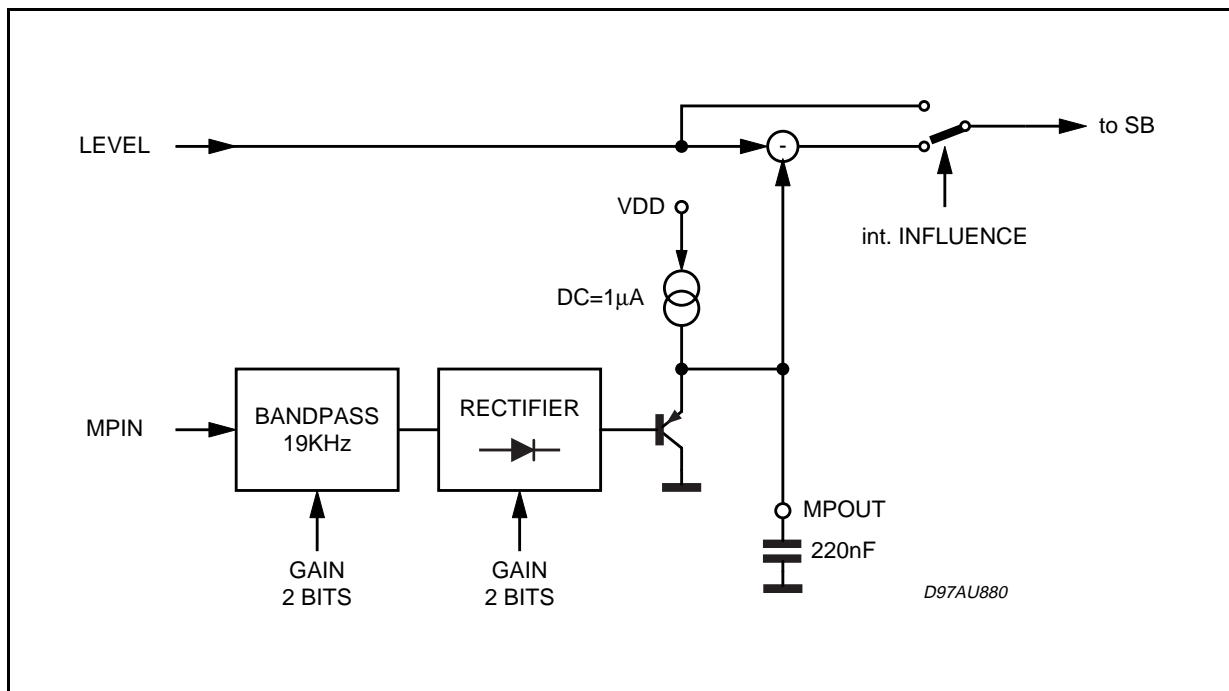 LEVEL
-
to SB
VDD
int. INFLUENCE
DC=1μA
MPIN
BANDPASS
19KHz
RECTIFIER
MPOUT
220nF
GAIN
2 BITS
GAIN
2 BITS
D97AU880